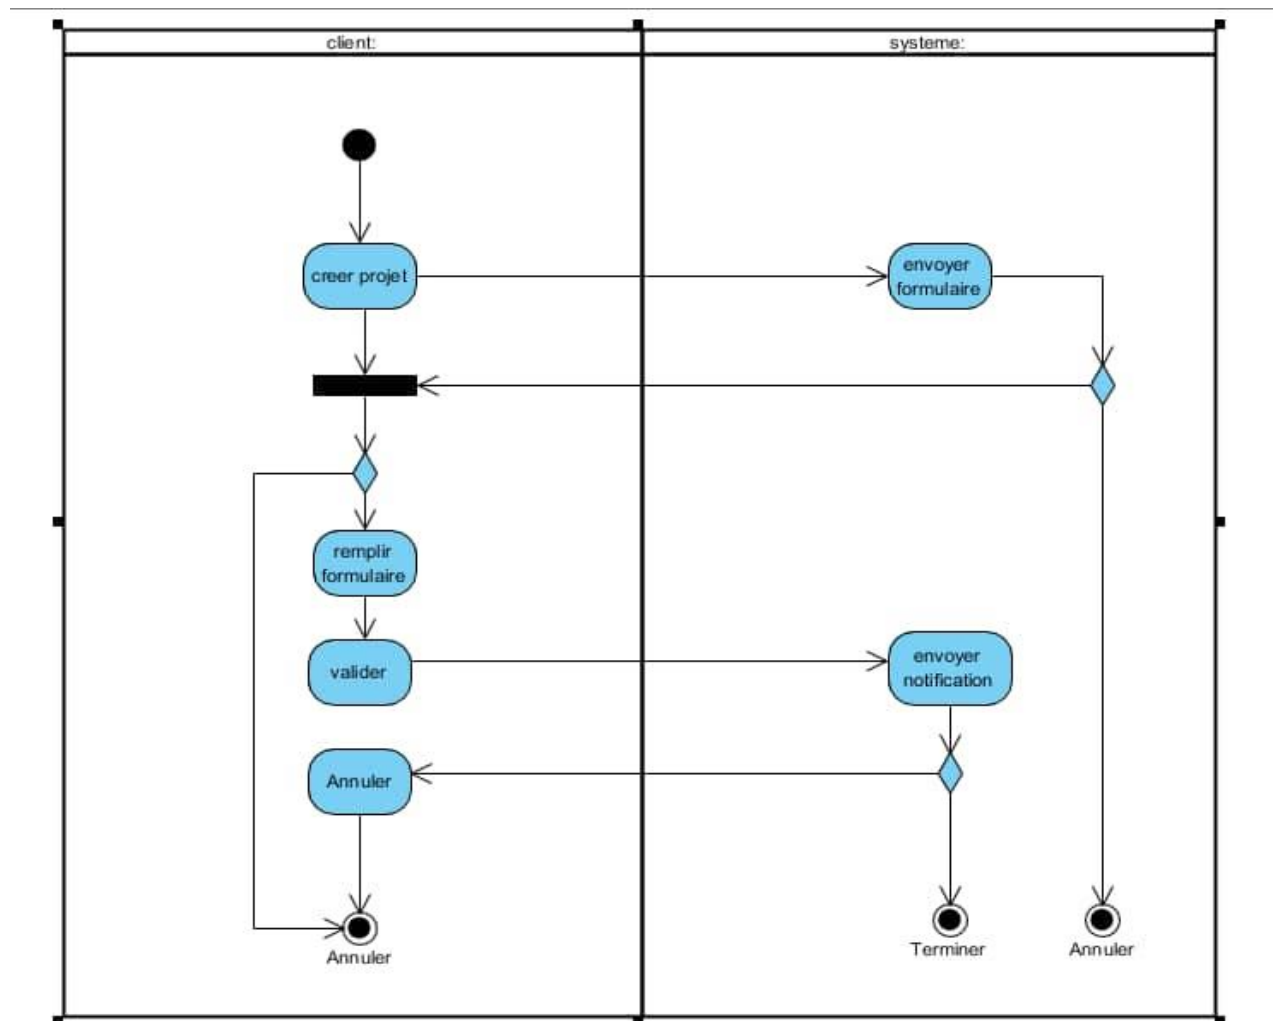 client:
systeme:
creer projet
envoyer
formulaire
remplir
formulaire
valider
envoyer
notification
Annuler
Annuler
Terminer
Annuler